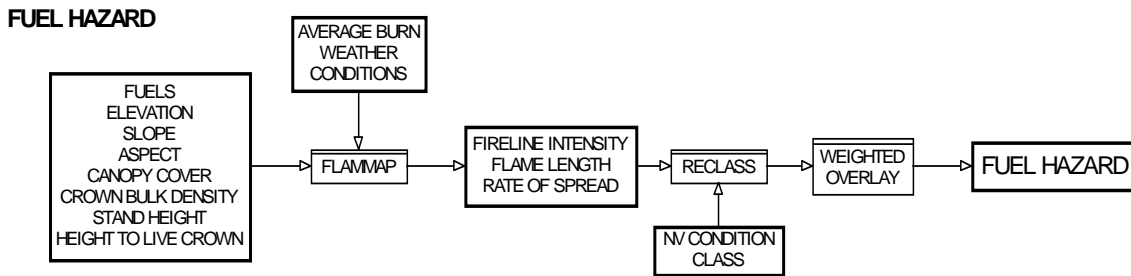 FUEL HAZARD
AVERAGE BURN
WEATHER
CONDITIONS
FUELS
ELEVATION
SLOPE
ASPECT
CANOPY COVER
CROWN BULK DENSITY
STAND HEIGHT
HEIGHT TO LIVE CROWN
FLAMMAP
FIRELINE INTENSITY
FLAME LENGTH
RATE OF SPREAD
RECLASS
NV CONDITION
CLASS
WEIGHTED
OVERLAY
FUEL HAZARD